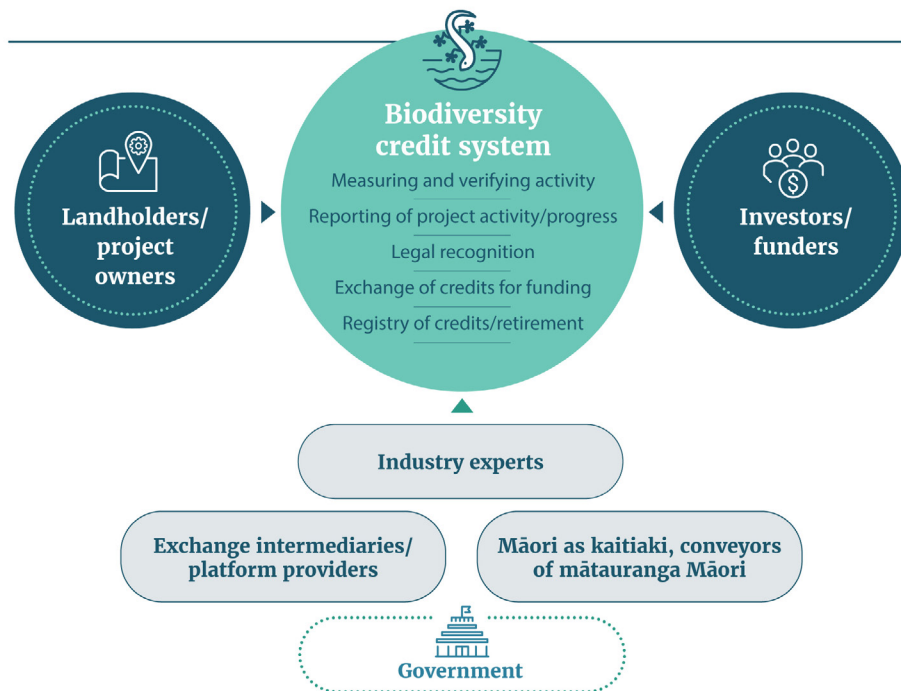 Biodiversity
credit system
Measuring and verifying activity
Reporting of project activity/progress
Legal recognition
Exchange of credits for funding
Registry of credits/retirement
Landholders/
project
owners
$
Investors/
funders
Industry experts
Exchange intermediaries/
platform providers
Māori as kaitiaki, conveyors
of mātauranga Māori
Government